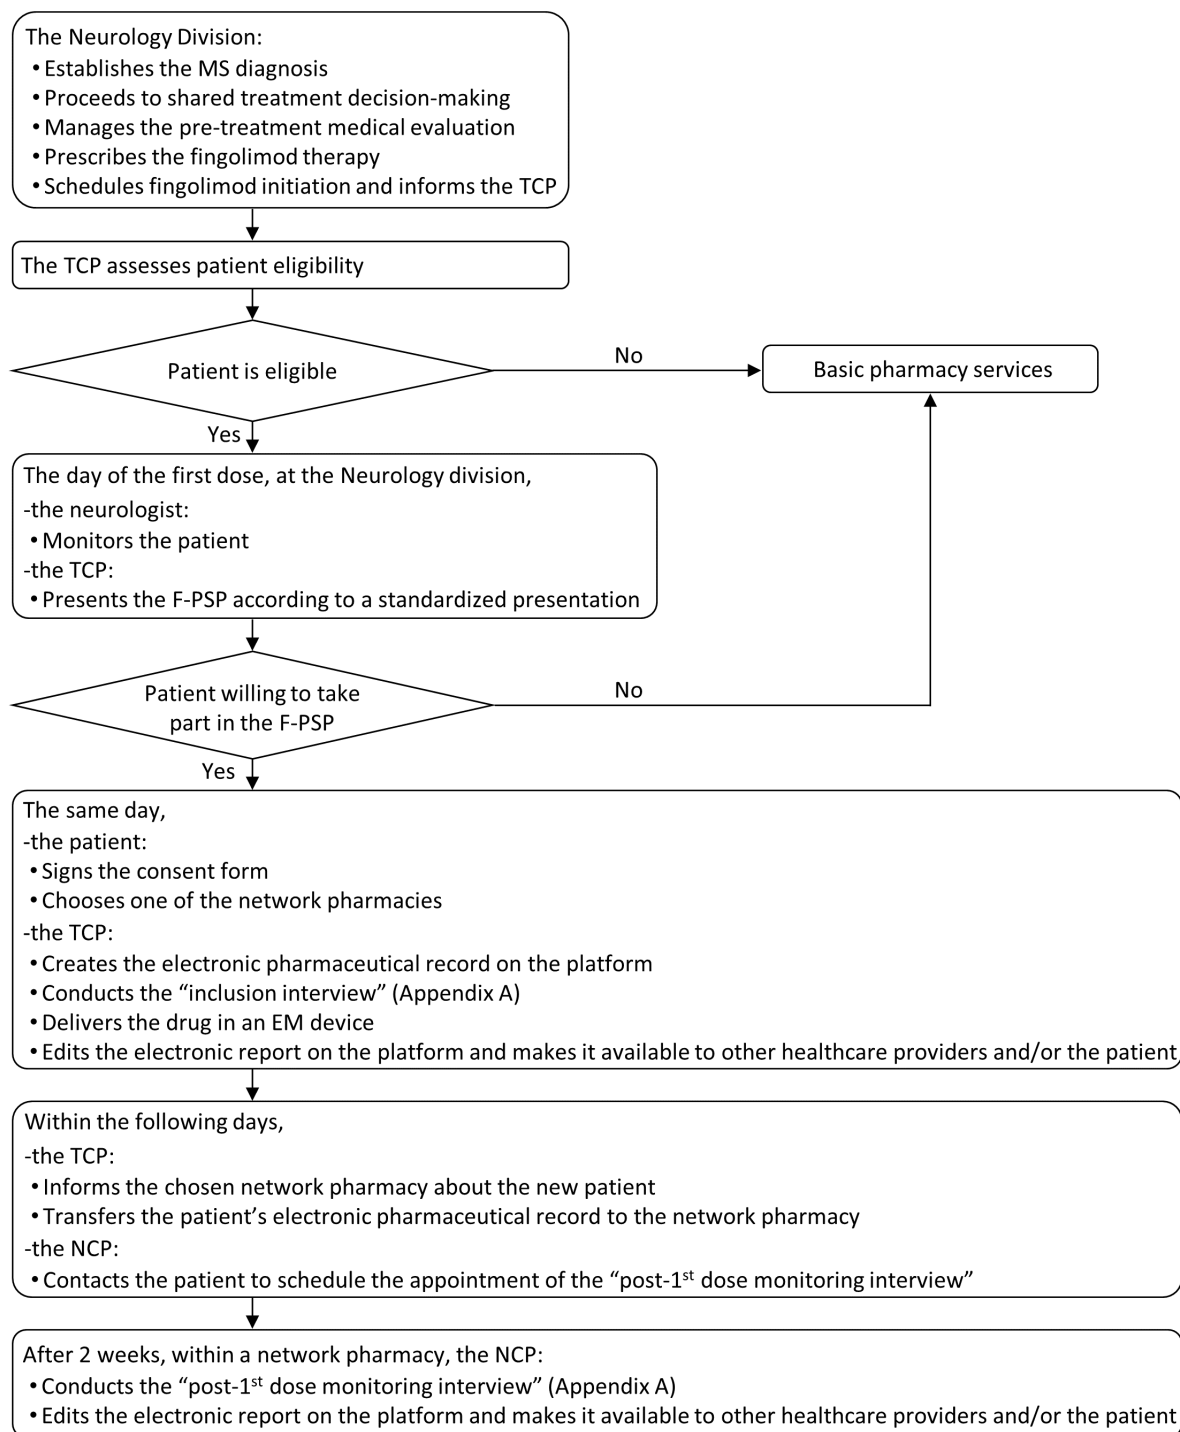 The Neurology Division:
• Establishes the MS diagnosis
• Proceeds to shared treatment decision-making
• Manages the pre-treatment medical evaluation
• Prescribes the fingolimod therapy
• Schedules fingolimod initiation and informs the TCP
The TCP assesses patient eligibility
Patient is eligible
No
Basic pharmacy services
Yes
The day of the first dose, at the Neurology division,
-the neurologist:
• Monitors the patient
-the TCP:
• Presents the F-PSP according to a standardized presentation
Patient willing to take
part in the F-PSP
No
Yes
The same day,
-the patient:
• Signs the consent form
• Chooses one of the network pharmacies
-the TCP:
• Creates the electronic pharmaceutical record on the platform
• Conducts the “inclusion interview” (Appendix A)
• Delivers the drug in an EM device
• Edits the electronic report on the platform and makes it available to other healthcare providers and/or the patient
Within the following days,
-the TCP:
• Informs the chosen network pharmacy about the new patient
• Transfers the patient’s electronic pharmaceutical record to the network pharmacy
-the NCP:
• Contacts the patient to schedule the appointment of the “post-1st dose monitoring interview”
After 2 weeks, within a network pharmacy, the NCP:
• Conducts the “post-1st dose monitoring interview” (Appendix A)
• Edits the electronic report on the platform and makes it available to other healthcare providers and/or the patient